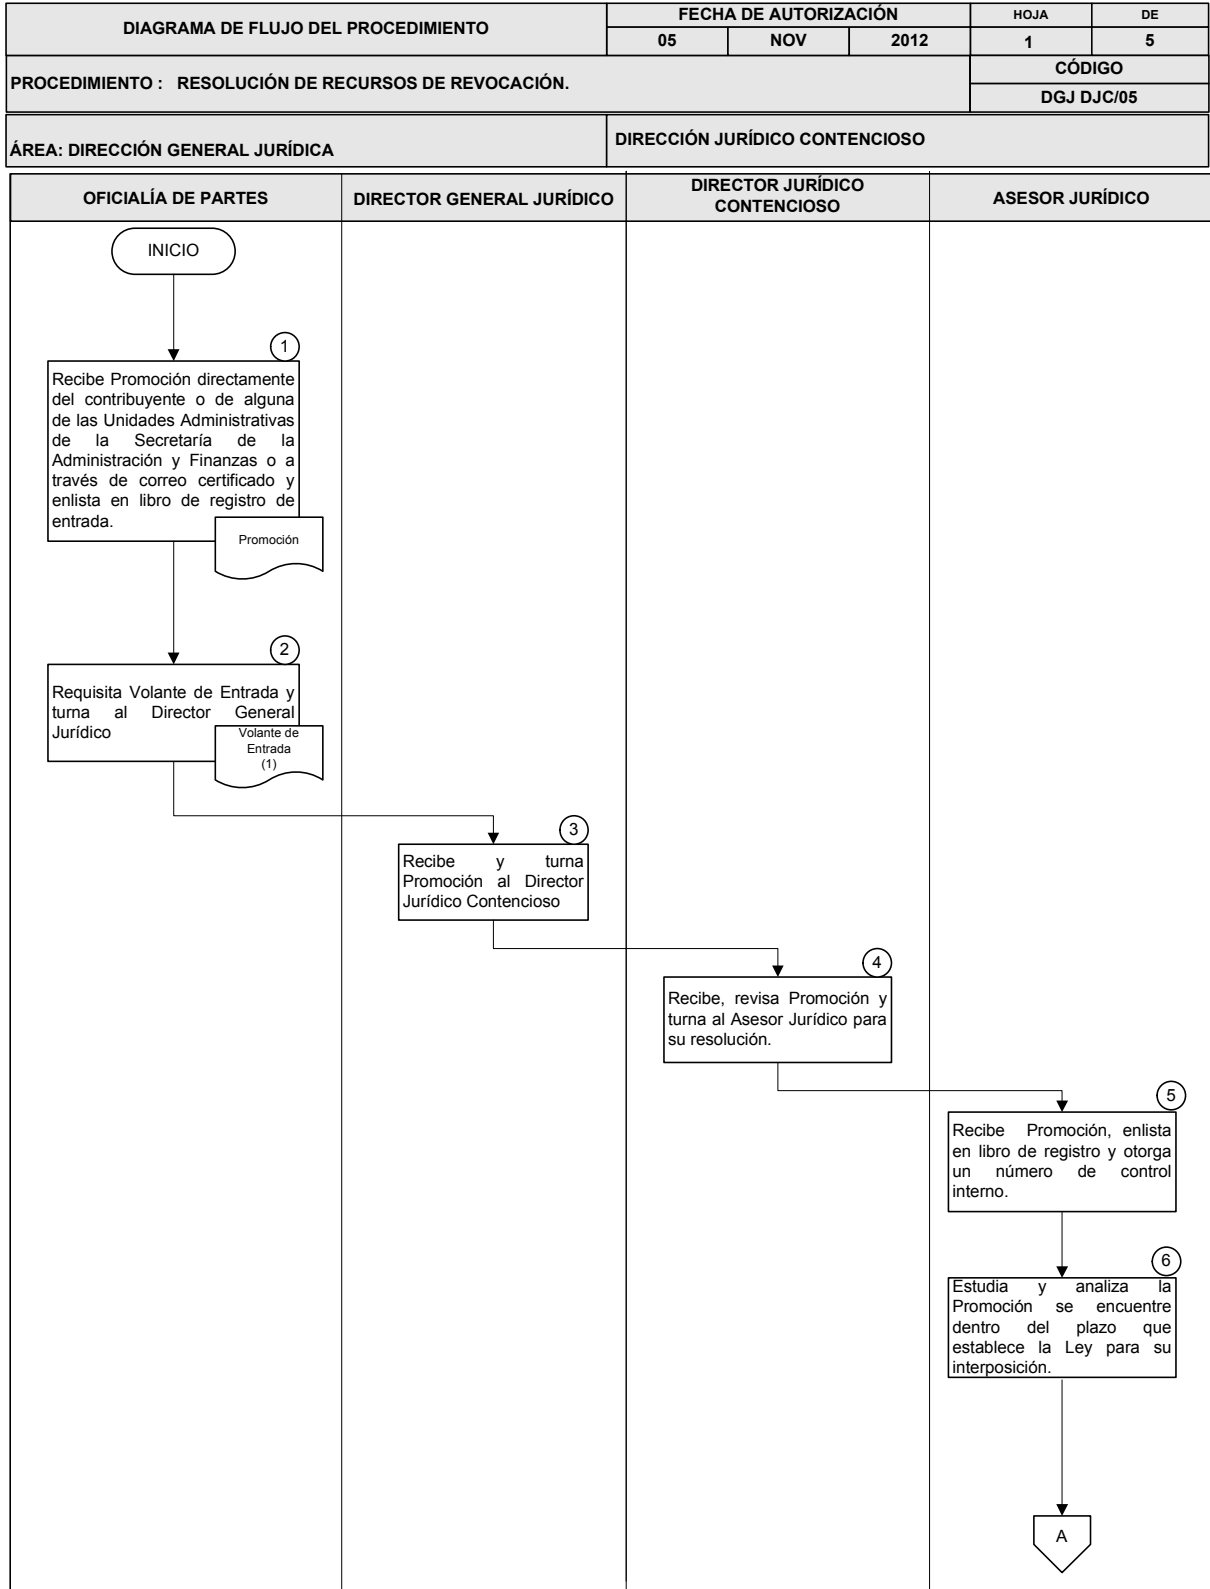 DIAGRAMA DE FLUJO DEL PROCEDIMIENTO
FECHA DE AUTORIZACIÓN
HOJA
DE
05
NOV
2012
1
5
PROCEDIMIENTO : RESOLUCIÓN DE RECURSOS DE REVOCACIÓN.
CÓDIGO
DGJ DJC/05
ÁREA: DIRECCIÓN GENERAL JURÍDICA
DIRECCIÓN JURÍDICO CONTENCIOSO
OFICIALÍA DE PARTES
DIRECTOR GENERAL JURÍDICO
DIRECTOR JURÍDICO
CONTENCIOSO
ASESOR JURÍDICO
INICIO
1
Recibe Promoción directamente
del contribuyente o de alguna
de las Unidades Administrativas
de la Secretaría de la
Administración y Finanzas o a
través de correo certificado y
enlista en libro de registro de
entrada.
Promoción
2
Requisita Volante de Entrada y
turna al Director General
Jurídico
Volante de
Entrada
(1)
3
Recibe y turna
Promoción al Director
Jurídico Contencioso
4
Recibe, revisa Promoción y
turna al Asesor Jurídico para
su resolución.
5
Recibe Promoción, enlista
en libro de registro y otorga
un número de control
interno.
6
Estudia y analiza la
Promoción se encuentre
dentro del plazo que
establece la Ley para su
interposición.
A